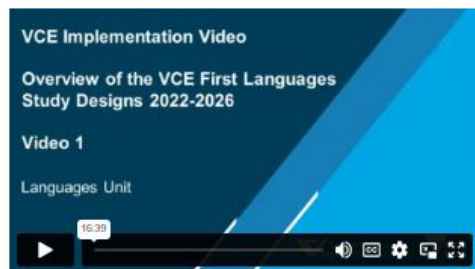 VCE Implementation Video
Overview of the VCE First Languages
Study Designs 2022-2026
Video 1
Languages Unit
16:39
CC